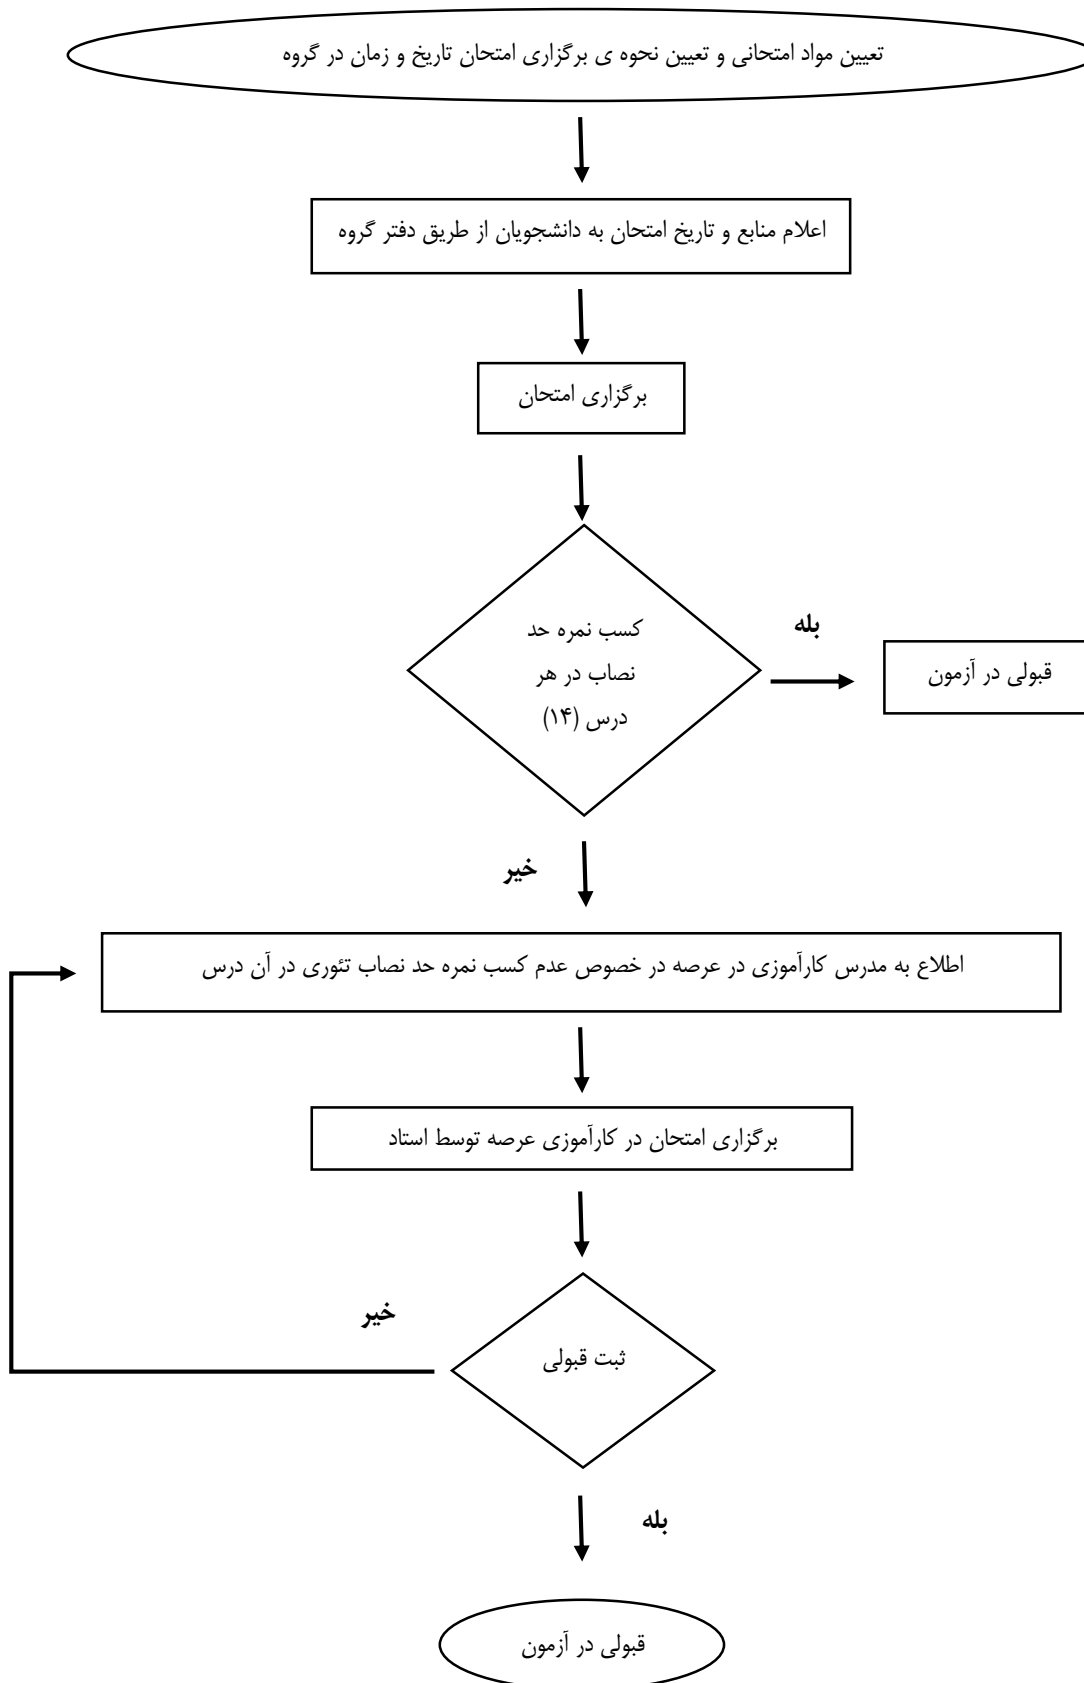 تعیین مواد امتحانی و تعیین نحوه ی برگزاری امتحان تاریخ و زمان در گروه
اعلام منابع و تاریخ امتحان به دانشجویان از طریق دفتر گروه
برگزاری امتحان
کسب نمره حد
نصاب در هر
درس (۱۴)
بله
قبولی در آزمون
خیر
اطلاع به مدرس کارآموزی در عرصه در خصوص عدم کسب نمره حد نصاب تئوری در آن درس
برگزاری امتحان در کارآموزی عرصه توسط استاد
خیر
ثبت قبولی
بله
قبولی در آزمون